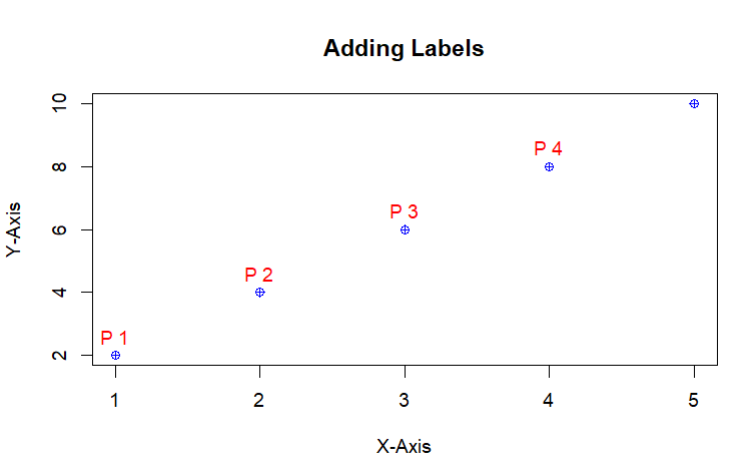 Adding Labels
10
8
6
4
2
Y-Axis
P 4
P 3
P 2
P 1
1 2 3 4 5
X-Axis